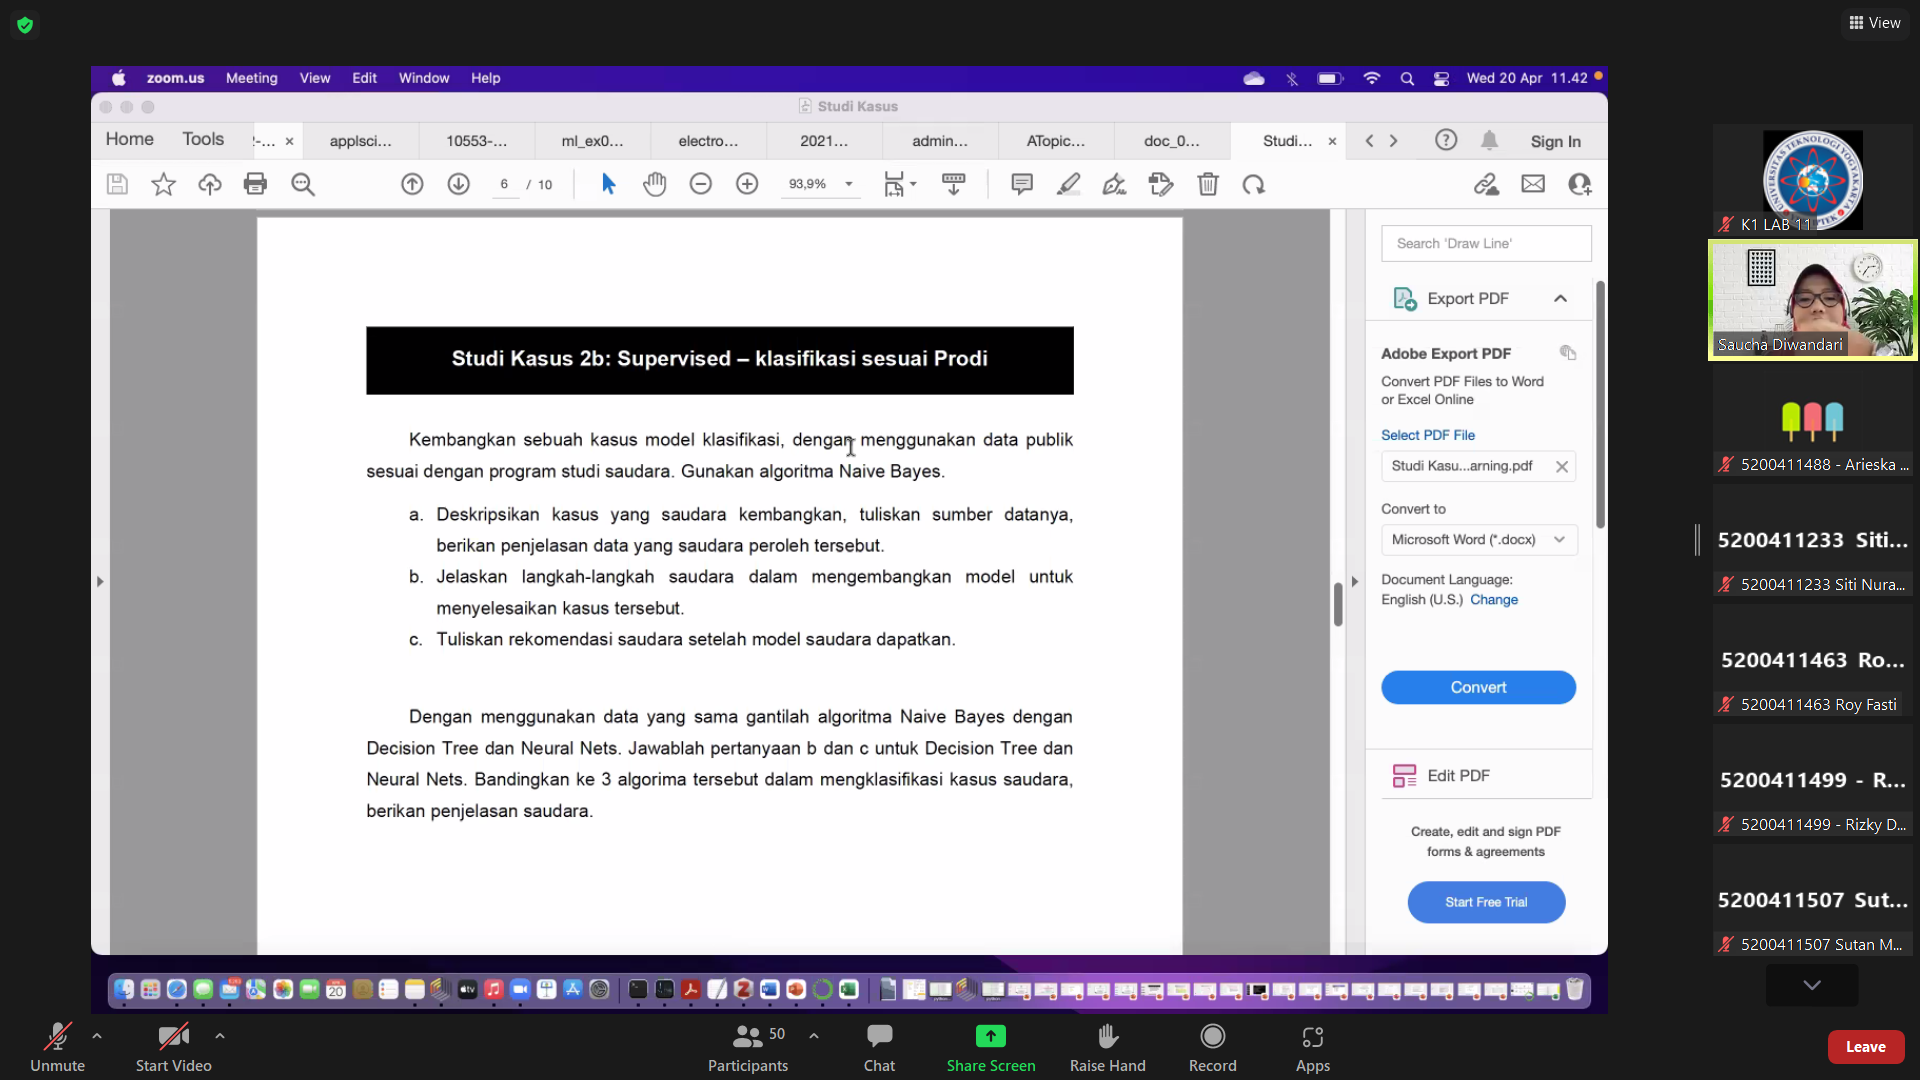 View
zoom.us Meeting View Edit Window Help
Wed 20 Apr 11.42
Studi Kasus
Home Tools
applsci... 10553-... ml_ex0... electro... 2021... admin... ATopic... doc_0... Studi... Sign In
6 / 10 93,9%
Studi Kasus 2b: Supervised – klasifikasi sesuai Prodi
Kembangkan sebuah kasus model klasifikasi, dengan menggunakan data publik
sesuai dengan program studi saudara. Gunakan algoritma Naive Bayes.
a. Deskripsikan kasus yang saudara kembangkan, tuliskan sumber datanya,
berikan penjelasan data yang saudara peroleh tersebut.
b. Jelaskan langkah-langkah saudara dalam mengembangkan model untuk
menyelesaikan kasus tersebut.
c. Tuliskan rekomendasi saudara setelah model saudara dapatkan.
Dengan menggunakan data yang sama gantilah algoritma Naive Bayes dengan
Decision Tree dan Neural Nets. Jawablah pertanyaan b dan c untuk Decision Tree dan
Neural Nets. Bandingkan ke 3 algorima tersebut dalam mengklasifikasi kasus saudara,
berikan penjelasan saudara.
Search 'Draw Line'
Export PDF
Adobe Export PDF
Convert PDF Files to Word
or Excel Online
Select PDF File
Studi Kasu...arning.pdf
Convert to
Microsoft Word (*.docx)
Document Language:
English (U.S.) Change
Convert
Edit PDF
Create, edit and sign PDF
forms & agreements
Start Free Trial
UNIVERSITAS TEKNOLOGI YOGYAKARTA
K1 LAB 11
Saucha Diwandari
5200411488 - Arieska ...
5200411233 Siti...
5200411233 Siti Nura...
5200411463 Ro...
5200411463 Roy Fasti
5200411499 - R...
5200411499 - Rizky D...
5200411507 Sut...
5200411507 Sutan M...
Unmute
Start Video
50
Participants
Chat
Share Screen
Raise Hand
Record
Apps
Leave